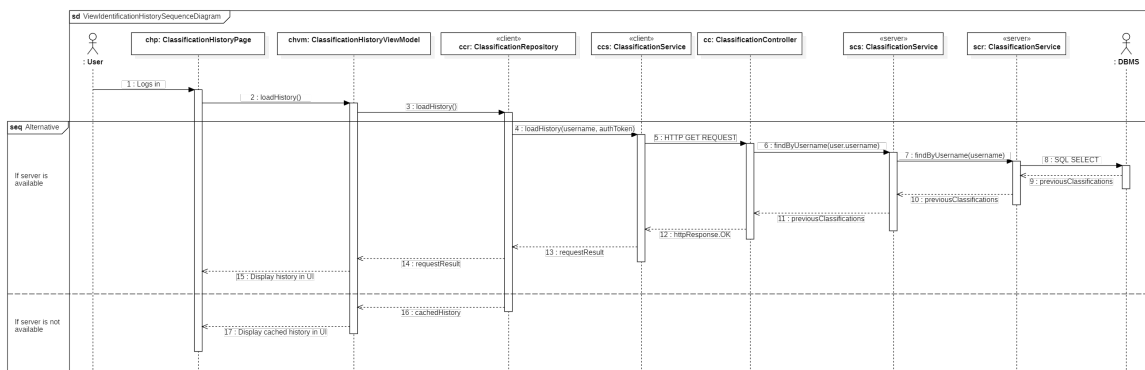 sd ViewIdentificationHistorySequenceDiagram
: User
chp: ClassificationHistoryPage
chvm: ClassificationHistoryViewModel
«client»
ccr: ClassificationRepository
«client»
ccs: ClassificationService
cc: ClassificationController
«server»
scs: ClassificationService
«server»
scr: ClassificationService
: DBMS
1 : Logs in
2 : loadHistory()
3 : loadHistory()
seq Alternative
4 : loadHistory(username, authToken)
5 : HTTP GET REQUEST
6 : findByUsername(user.username)
7 : findByUsername(username)
8 : SQL SELECT
If server is
available
9 : previousClassifications
10 : previousClassifications
11 : previousClassifications
12 : httpResponse.OK
13 : requestResult
14 : requestResult
15 : Display history in UI
If server is not
available
16 : cachedHistory
17 : Display cached history in UI